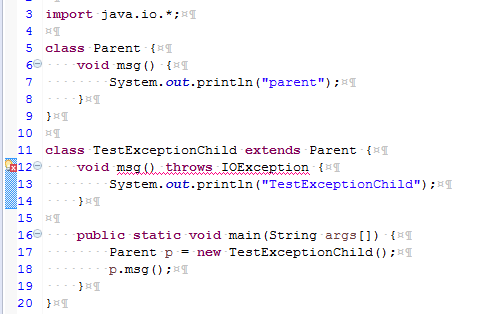 3 import java.io.*;¤¶
4 ¤¶
5 class Parent {¤¶
6 ····void msg() {¤¶
7 ········System.out.println("parent");¤¶
8 ····}¤¶
9 }¤¶
10 ¤¶
11 class TestExceptionChild extends Parent {¤¶
12 ····void msg() throws IOException {¤¶
13 ········System.out.println("TestExceptionChild");¤¶
14 ····}¤¶
15 ¤¶
16 ····public static void main(String args[]) {¤¶
17 ········Parent p = new TestExceptionChild();¤¶
18 ········p.msg();¤¶
19 ····}¤¶
20 }¤¶